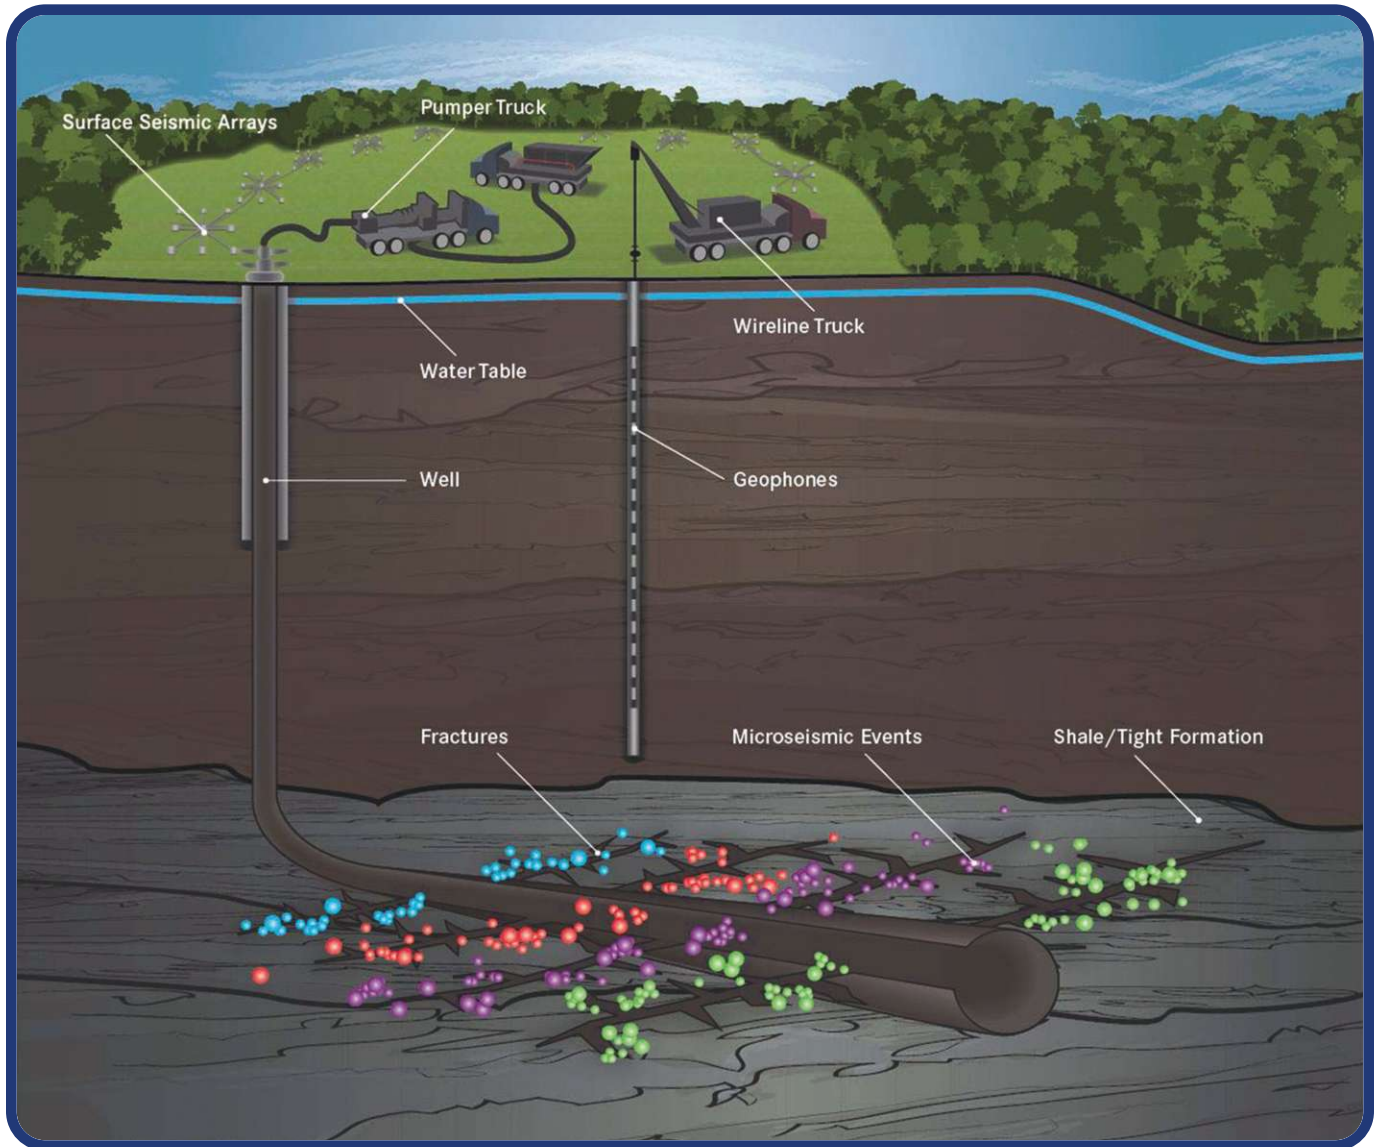 Pumper Truck
Surface Seismic Arrays
Wireline Truck
Water Table
Well
Geophones
Fractures
Microseismic Events
Shale/Tight Formation